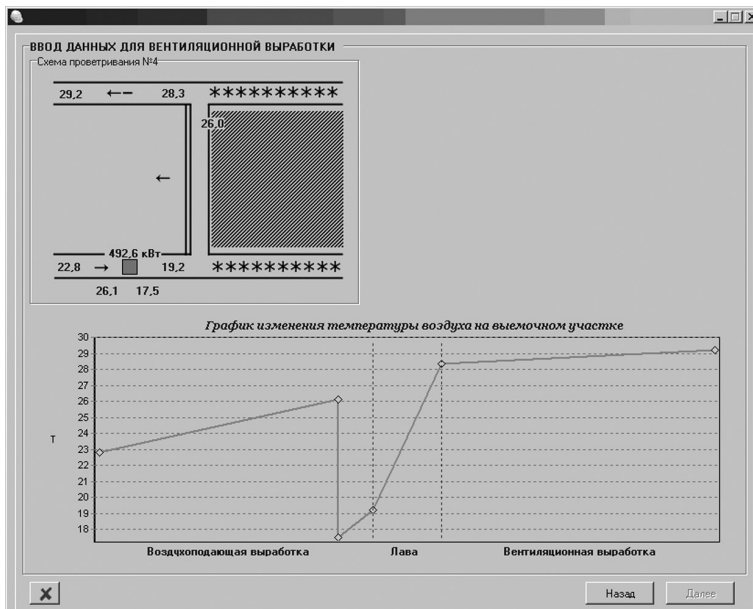 ВВОД ДАННЫХ ДЛЯ ВЕНТИЛЯЦИОННОЙ ВЫРАБОТКИ
Схема проветривания №4
29,2 ←− 28,3 **********
26,0
←
492,6 кВт
22,8 → 19,2 **********
26,1 17,5
График изменения температуры воздуха на выемочном участке
30
29
28
27
26
25
24
T
23
22
21
20
19
18
Воздухоподающая выработка Лава Вентиляционная выработка
Назад Далее